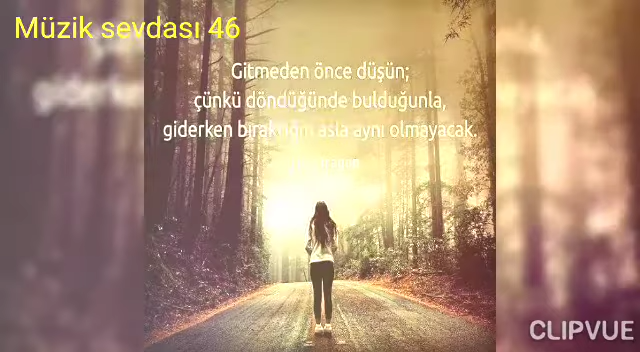 Müzik sevdası 46
Gitmeden önce düşün;
çünkü döndüğünde bulduğunla,
giderken bıraktığın asla aynı olmayacak.
CLIPVUE